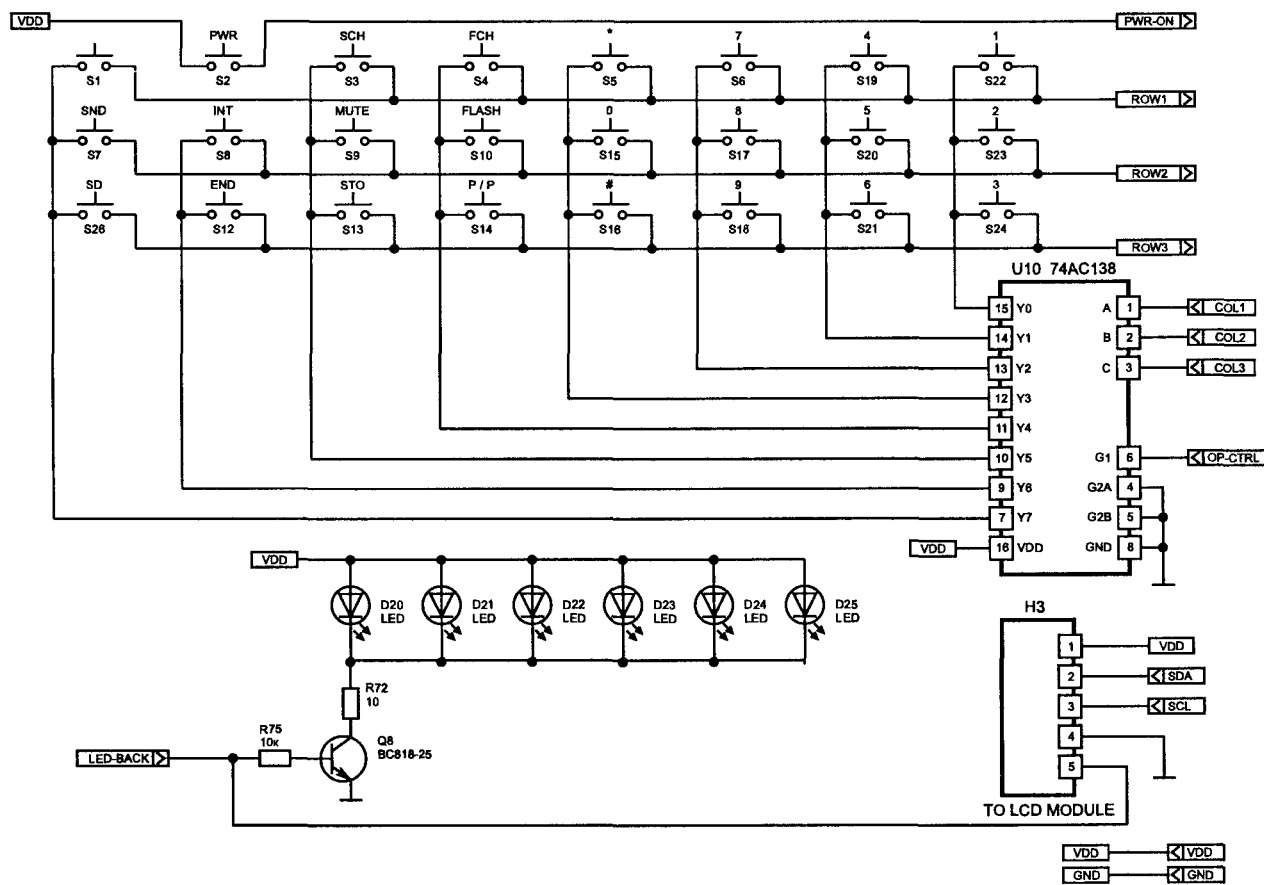 VDD
PWR-ON
PWR SCH FCH * 7 4 1
S1 S2 S3 S4 S5 S6 S19 S22
ROW1
SND INT MUTE FLASH 0 8 5 2
S7 S8 S9 S10 S15 S17 S20 S23
ROW2
SD END STO P / P # 9 6 3
S26 S12 S13 S14 S16 S18 S21 S24
ROW3
U10 74AC138
15 Y0 A 1 COL1
14 Y1 B 2 COL2
13 Y2 C 3 COL3
12 Y3
11 Y4
10 Y5 G1 6 OP-CTRL
9 Y6 G2A 4
7 Y7 G2B 5
VDD 16 VDD GND 8
VDD
D20 LED
D21 LED
D22 LED
D23 LED
D24 LED
D25 LED
R72
10
R75
10к
Q8
BC818-25
LED-BACK
H3
1 VDD
2 SDA
3 SCL
4
5
TO LCD MODULE
VDD VDD
GND GND